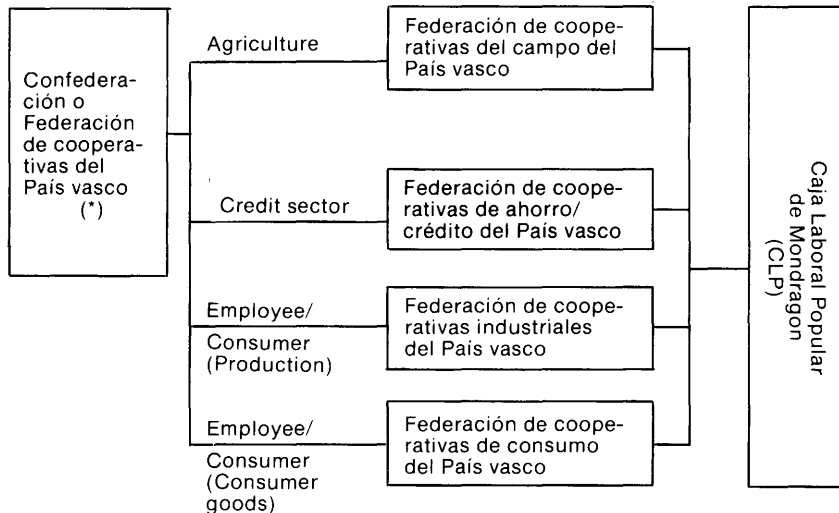 Confedera-
ción o
Federación
de coopera-
tivas del
País vasco
(*)
Agriculture
Federación de coope-
rativas del campo del
País vasco
Credit sector
Federación de coope-
rativas de ahorro/
crédito del País vasco
Employee/
Consumer
(Production)
Federación de coope-
rativas industriales
del País vasco
Employee/
Consumer
(Consumer
goods)
Federación de coope-
rativas de consumo
del País vasco
Caja Laboral Popular
de Mondragon
(CLP)